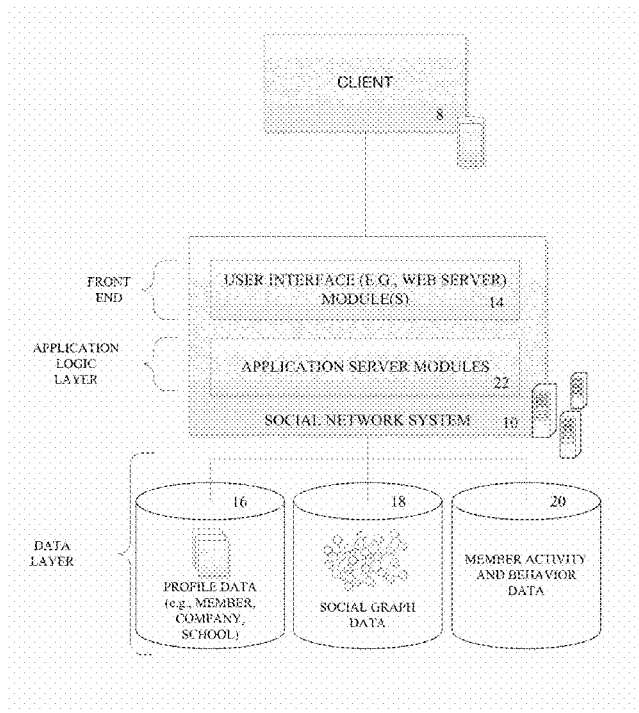 CLIENT
8
FRONT
END
USER INTERFACE (E.G., WEB SERVER)
MODULE(S)
14
APPLICATION
LOGIC
LAYER
APPLICATION SERVER MODULES
22
SOCIAL NETWORK SYSTEM
10
DATA
LAYER
16
PROFILE DATA
(e.g., MEMBER,
COMPANY,
SCHOOL)
18
SOCIAL GRAPH
DATA
20
MEMBER ACTIVITY
AND BEHAVIOR
DATA